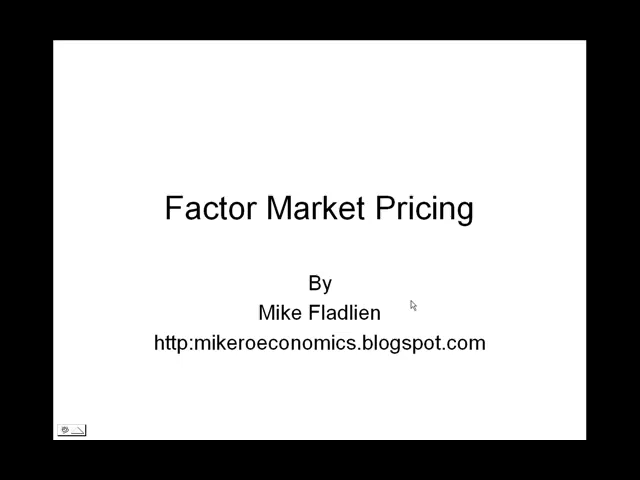 Factor Market Pricing
By
Mike Fladlien
http:mikeroeconomics.blogspot.com